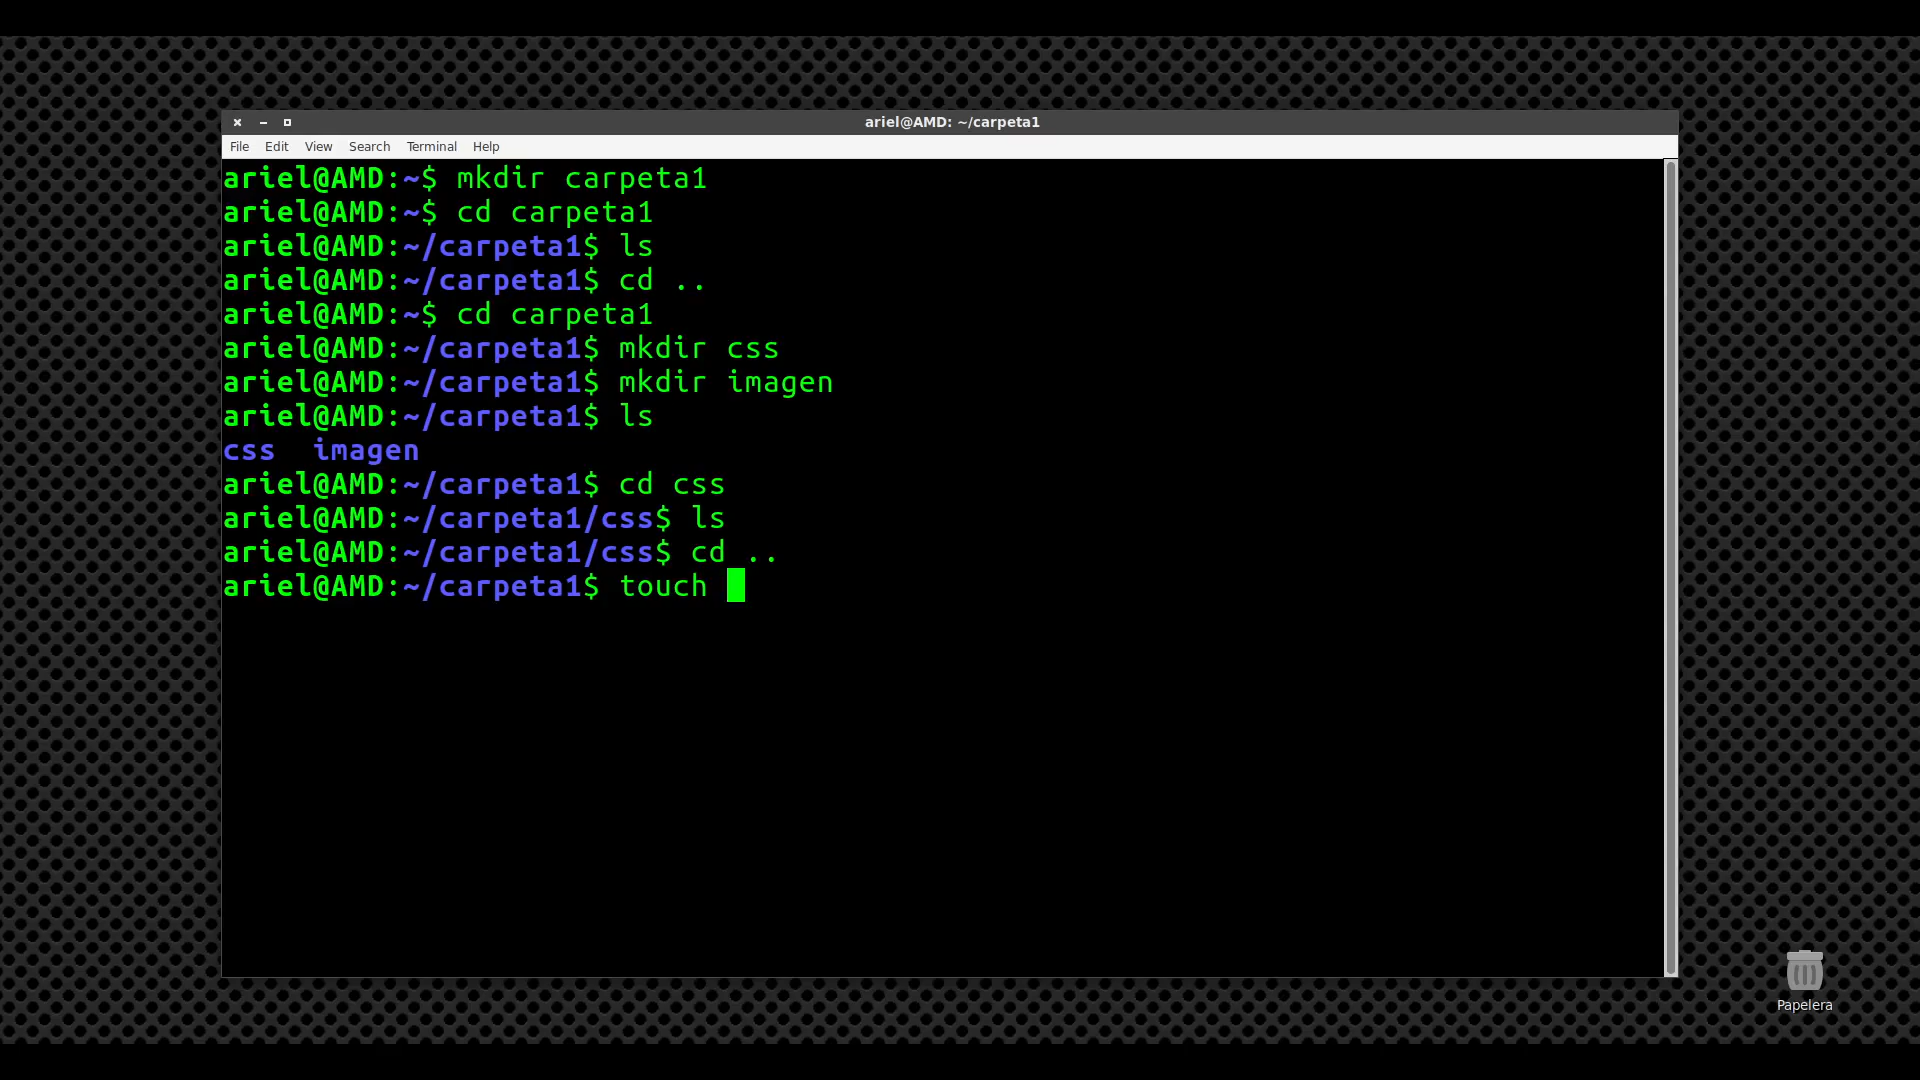 ariel@AMD: ~/carpeta1
File Edit View Search Terminal Help
ariel@AMD:~$ mkdir carpeta1
ariel@AMD:~$ cd carpeta1
ariel@AMD:~/carpeta1$ ls
ariel@AMD:~/carpeta1$ cd ..
ariel@AMD:~$ cd carpeta1
ariel@AMD:~/carpeta1$ mkdir css
ariel@AMD:~/carpeta1$ mkdir imagen
ariel@AMD:~/carpeta1$ ls
css  imagen
ariel@AMD:~/carpeta1$ cd css
ariel@AMD:~/carpeta1/css$ ls
ariel@AMD:~/carpeta1/css$ cd ..
ariel@AMD:~/carpeta1$ touch
Papelera